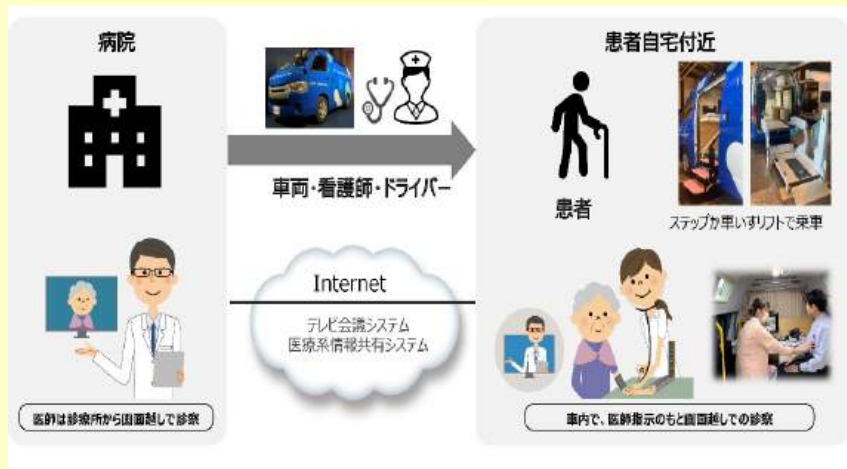 病院
車両・看護師・ドライバー
患者自宅付近
患者
ステップか車いすリフトで乗車
Internet
テレビ会議システム
医療系情報共有システム
医師は診療所から画面越しで診察
車内で、医師指示のもと画面越しでの診察